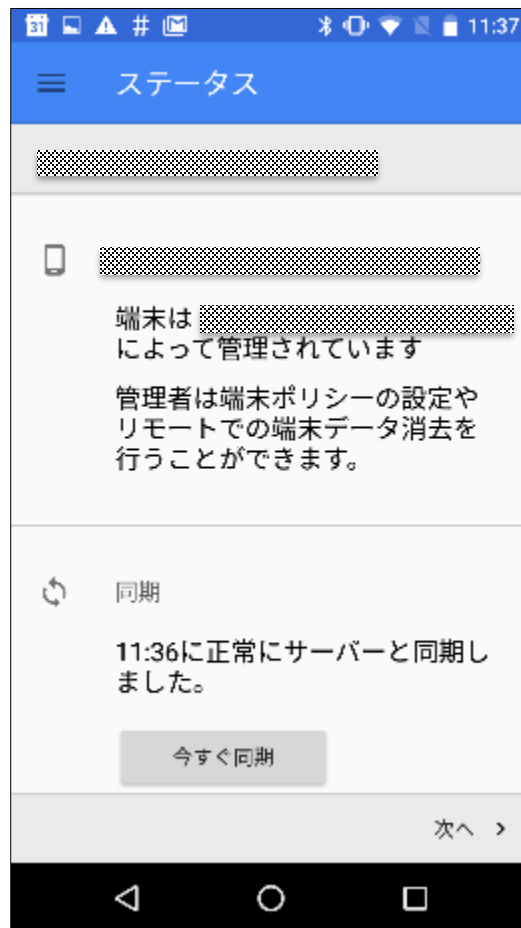 31 # 11:37
ステータス
端末は
によって管理されています
管理者は端末ポリシーの設定や
リモートでの端末データ消去を
行うことができます。
同期
11:36に正常にサーバーと同期し
ました。
今すぐ同期
次へ